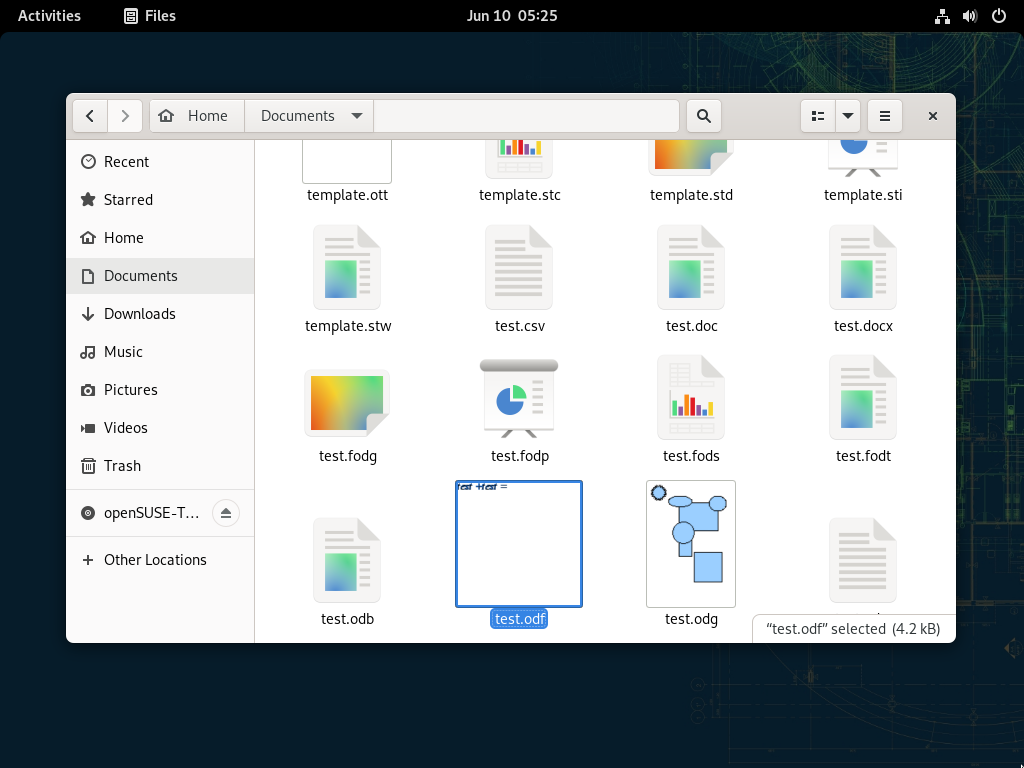 Activities Files Jun 10 05:25
Home Documents
Recent
Starred
Home
Documents
Downloads
Music
Pictures
Videos
Trash
openSUSE-T…
Other Locations
template.ott template.stc template.std template.sti
template.stw test.csv test.doc test.docx
test.fodg test.fodp test.fods test.fodt
test.odb test.odf test.odg
“test.odf” selected (4.2 kB)